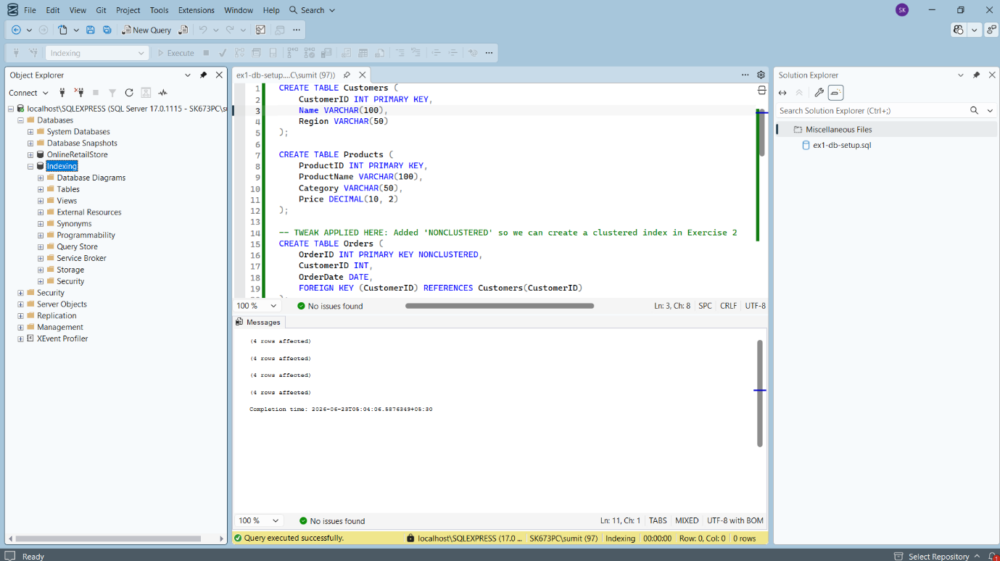 File Edit View Git Project Tools Extensions Window Help Search SK
New Query
Indexing Execute
Object Explorer
Connect
localhost\SQLEXPRESS (SQL Server 17.0.1115 - SK673PC\s
Databases
System Databases
Database Snapshots
OnlineRetailStore
Indexing
Database Diagrams
Tables
Views
External Resources
Synonyms
Programmability
Query Store
Service Broker
Storage
Security
Security
Server Objects
Replication
Management
XEvent Profiler
ex1-db-setup....C\sumit (97))
1 CREATE TABLE Customers (
2 CustomerID INT PRIMARY KEY,
3 Name VARCHAR(100),
4 Region VARCHAR(50)
5 );
6
7 CREATE TABLE Products (
8 ProductID INT PRIMARY KEY,
9 ProductName VARCHAR(100),
10 Category VARCHAR(50),
11 Price DECIMAL(10, 2)
12 );
13
14 -- TWEAK APPLIED HERE: Added 'NONCLUSTERED' so we can create a clustered index in Exercise 2
15 CREATE TABLE Orders (
16 OrderID INT PRIMARY KEY NONCLUSTERED,
17 CustomerID INT,
18 OrderDate DATE,
19 FOREIGN KEY (CustomerID) REFERENCES Customers(CustomerID)
100 % No issues found Ln: 3, Ch: 8 SPC CRLF UTF-8
Messages
(4 rows affected)
(4 rows affected)
(4 rows affected)
(4 rows affected)
Completion time: 2026-06-23T05:04:06.5876349+05:30
100 % No issues found Ln: 11, Ch: 1 TABS MIXED UTF-8 with BOM
Query executed successfully. localhost\SQLEXPRESS (17.0 ... SK673PC\sumit (97) Indexing 00:00:00 Row: 0, Col: 0 0 rows
Solution Explorer
Search Solution Explorer (Ctrl+;)
Miscellaneous Files
ex1-db-setup.sql
Ready Select Repository 1